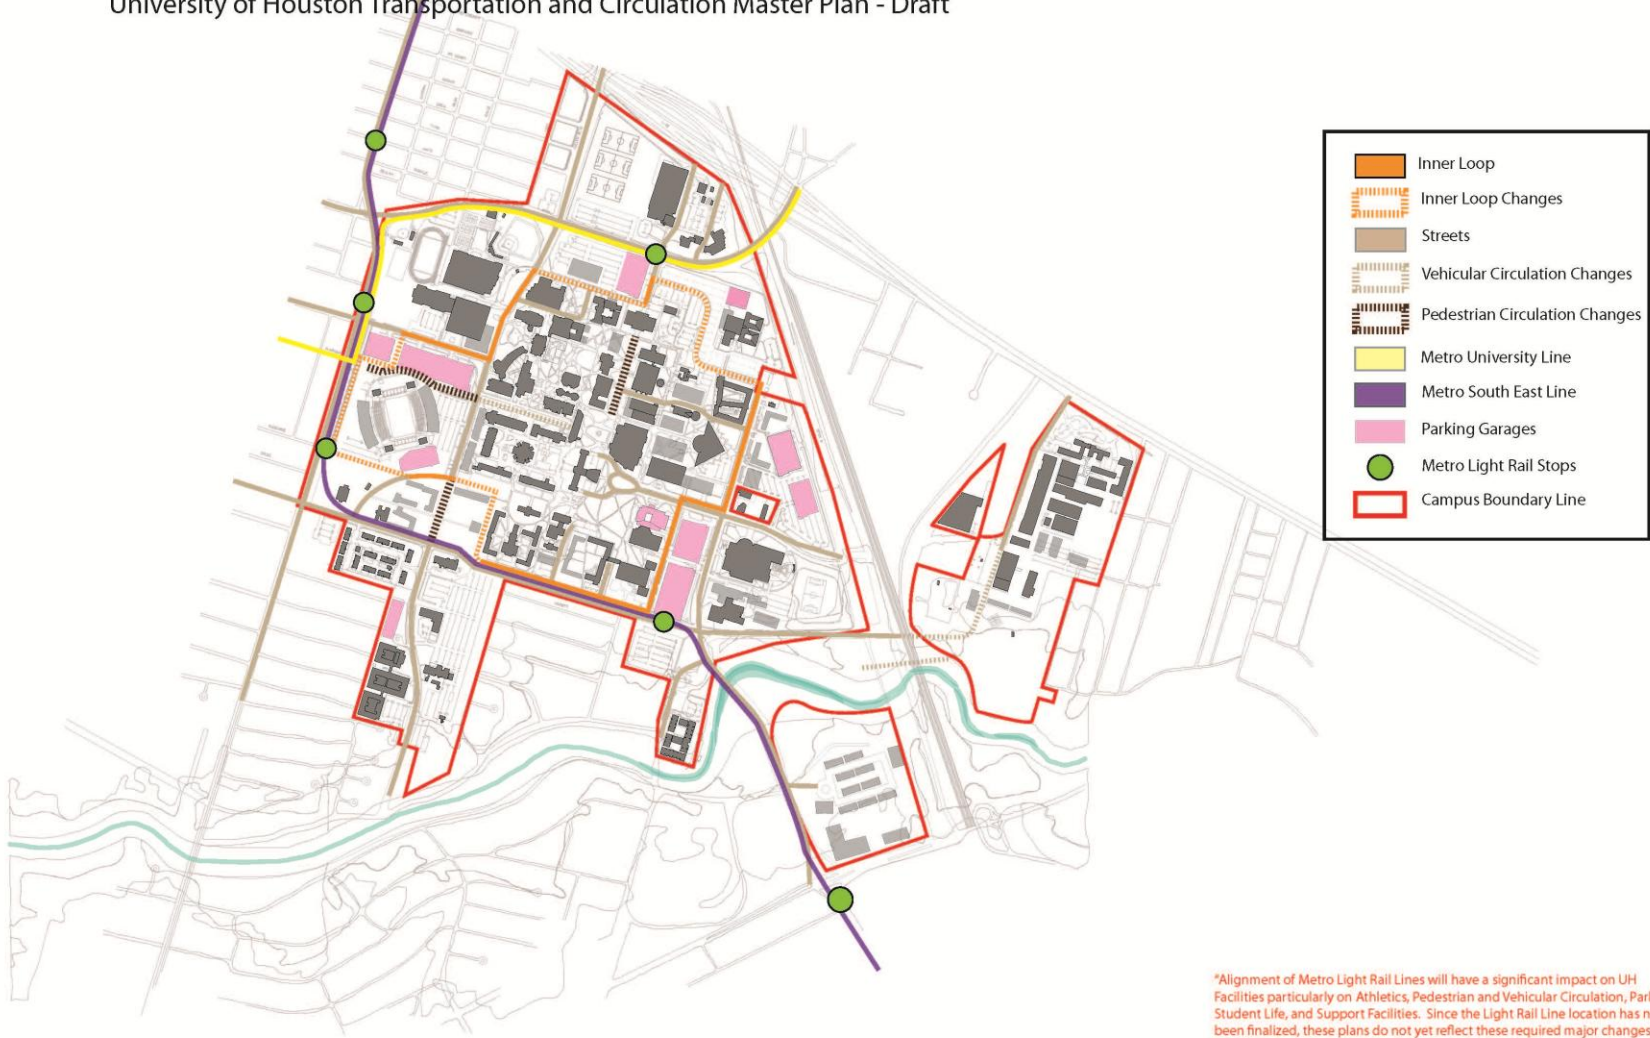 University of Houston Transportation and Circulation Master Plan - Draft
Inner Loop
Inner Loop Changes
Streets
Vehicular Circulation Changes
Pedestrian Circulation Changes
Metro University Line
Metro South East Line
Parking Garages
Metro Light Rail Stops
Campus Boundary Line
"Alignment of Metro Light Rail Lines will have a significant impact on UH
Facilities particularly on Athletics, Pedestrian and Vehicular Circulation,
Student Life, and Support Facilities. Since the Light Rail Line location has
been finalized, these plans do not yet reflect these required major changes